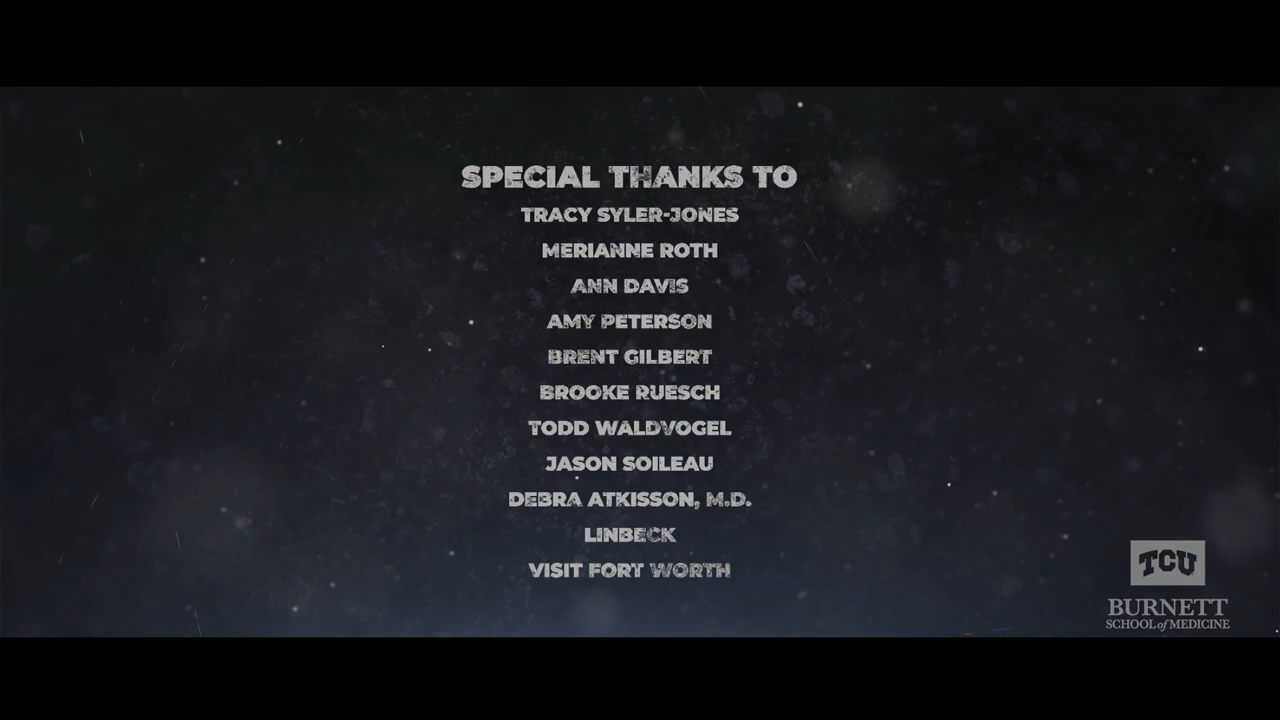 SPECIAL THANKS TO
TRACY SYLER-JONES
MERIANNE ROTH
ANN DAVIS
AMY PETERSON
BRENT GILBERT
BROOKE RUESCH
TODD WALDVOGEL
JASON SOILEAU
DEBRA ATKISSON, M.D.
LINBECK
VISIT FORT WORTH
TCU
BURNETT
SCHOOL of MEDICINE